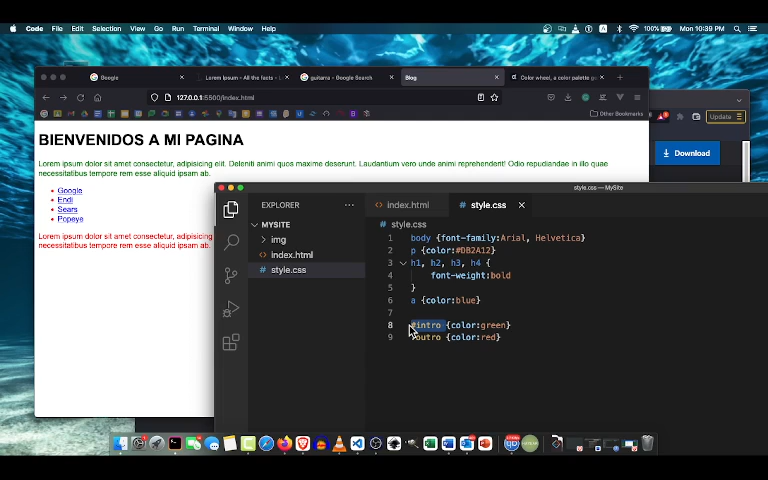 Code File Edit Selection View Go Run Terminal Window Help 100% Mon 10:39 PM
Google Lorem Ipsum - All the facts - L guitarra - Google Search Blog Color wheel, a color palette ge
127.0.0.1:5500/index.html
Other Bookmarks Update
BIENVENIDOS A MI PAGINA
Download
Lorem ipsum dolor sit amet consectetur, adipisicing elit. Deleniti animi quos maxime deserunt. Laudantium vero unde animi reprehenderit! Odio repudiandae in illo quae
necessitatibus tempore rem esse aliquid ipsam ab.
Google
Endi
Sears
Popeye
Lorem ipsum dolor sit amet consectetur, adipisicing
necessitatibus tempore rem esse aliquid ipsam ab.
style.css — MySite
EXPLORER ··· <> index.html # style.css
MYSITE
img
<> index.html
# style.css
# style.css
1 body {font-family:Arial, Helvetica}
2 p {color:#DB2A12}
3 h1, h2, h3, h4 {
4 font-weight:bold
5 }
6 a {color:blue}
7
8 #intro {color:green}
9 outro {color:red}